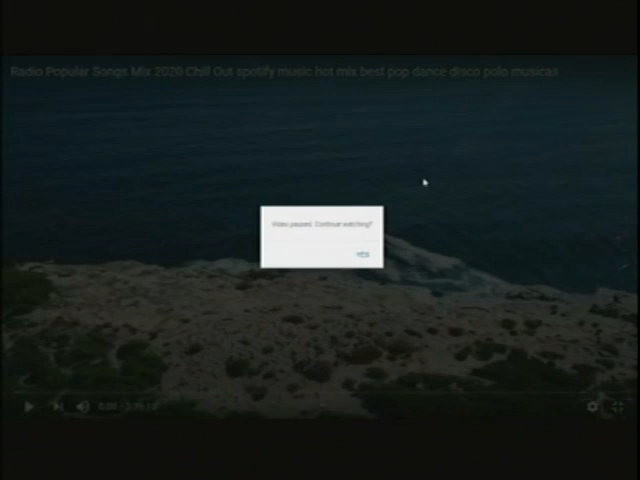 Radio Popular Songs Mix 2020 Chill Out spotify music hot mix best pop dance disco polo musicas
Video paused. Continue watching?
YES